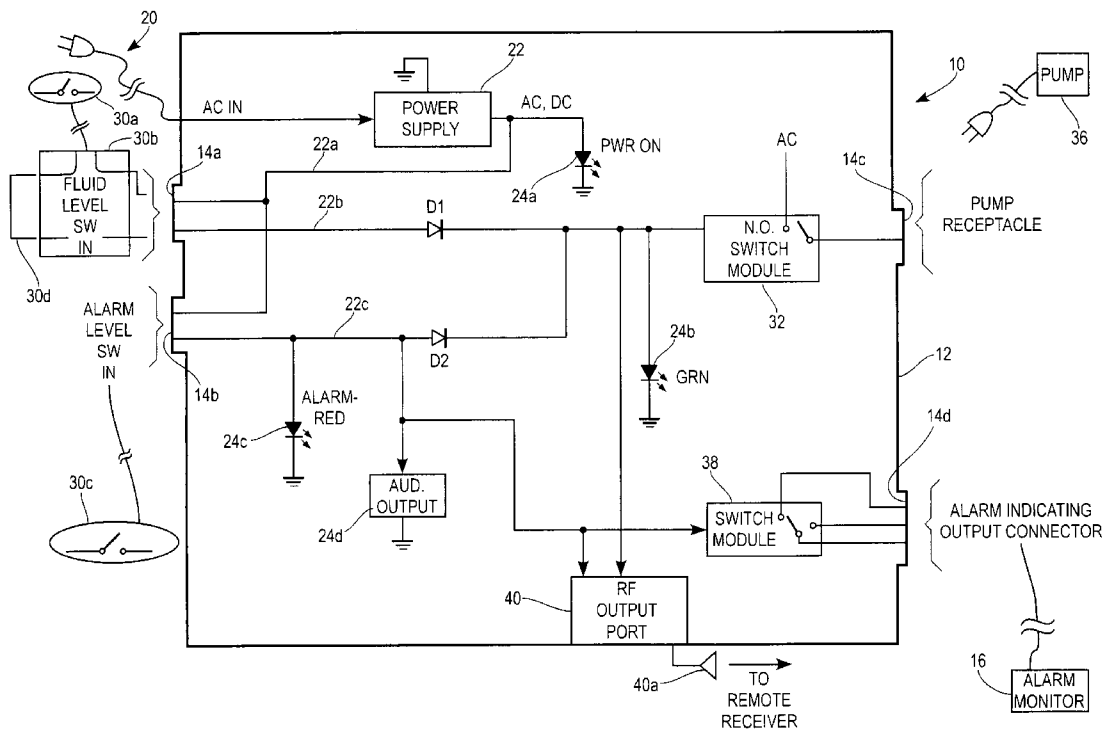 20
22
10
PUMP
36
30a
AC IN
POWER
SUPPLY
AC, DC
PWR ON
24a
30b
14a
22a
AC
14c
FLUID
LEVEL
SW
IN
22b
D1
N.O.
SWITCH
MODULE
32
PUMP
RECEPTACLE
30d
ALARM
LEVEL
SW
IN
22c
D2
24b
GRN
12
14b
ALARM-
RED
24c
14d
30c
AUD.
OUTPUT
24d
38
SWITCH
MODULE
ALARM INDICATING
OUTPUT CONNECTOR
40
RF
OUTPUT
PORT
40a
TO
REMOTE
RECEIVER
16
ALARM
MONITOR